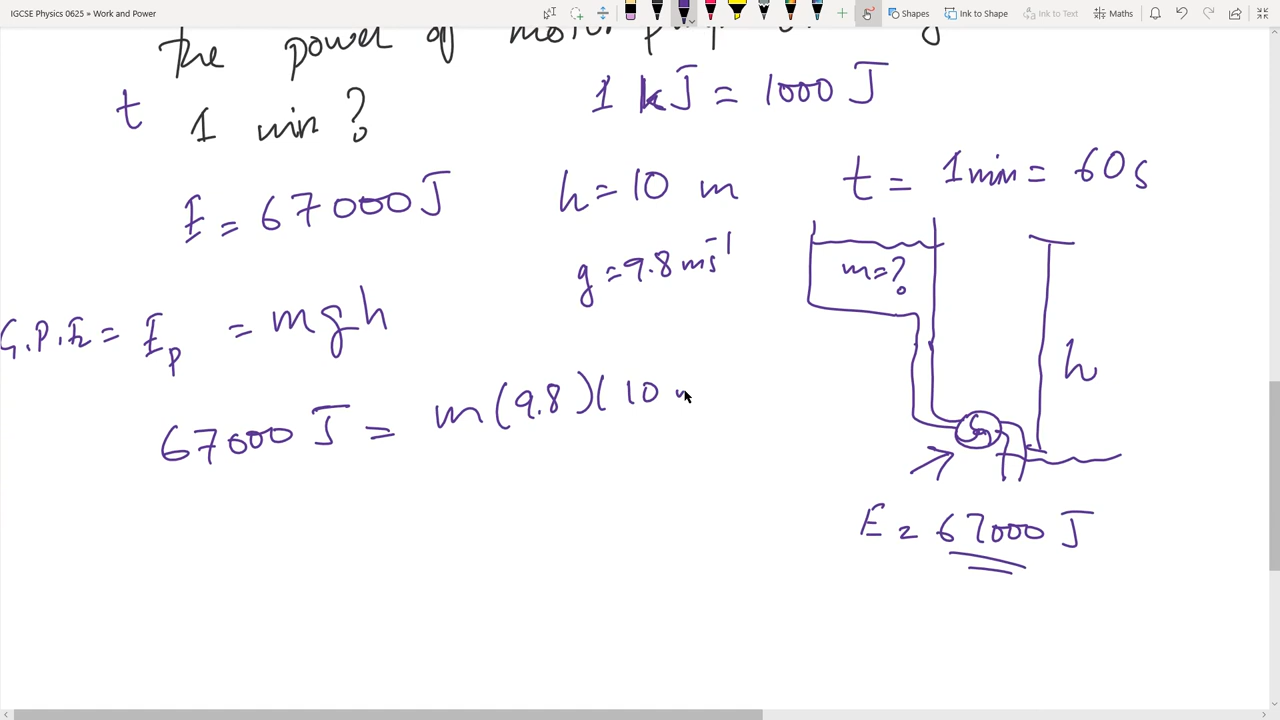 IGCSE Physics 0625 » Work and Power
Shapes
Ink to Shape
Ink to Text
Maths
the power of motor
t 1 min ?
1 kJ = 1000 J
E = 67000 J
h = 10 m
t = 1 min = 60 s
g = 9.8 ms⁻¹
m = ?
G.P.E = E_p = mgh
h
67000 J = m (9.8)( 10
E = 67000 J